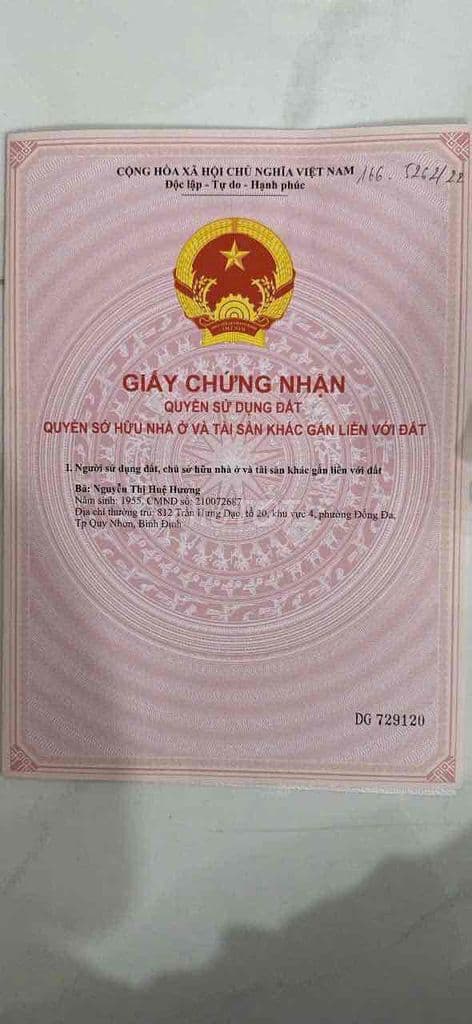 CỘNG HÒA XÃ HỘI CHỦ NGHĨA VIỆT NAM
Độc lập - Tự do - Hạnh phúc
166. 5262/22
GIẤY CHỨNG NHẬN
QUYỀN SỬ DỤNG ĐẤT
QUYỀN SỞ HỮU NHÀ Ở VÀ TÀI SẢN KHÁC GẮN LIỀN VỚI ĐẤT
I. Người sử dụng đất, chủ sở hữu nhà ở và tài sản khác gắn liền với đất
Bà: Nguyễn Thị Huệ Hương
Năm sinh: 1955, CMND số: 210072687
Địa chỉ thường trú: 812 Trần Hưng Đạo, tổ 20, khu vực 4, phường Đống Đa,
Tp Quy Nhơn, Bình Định
DG 729120